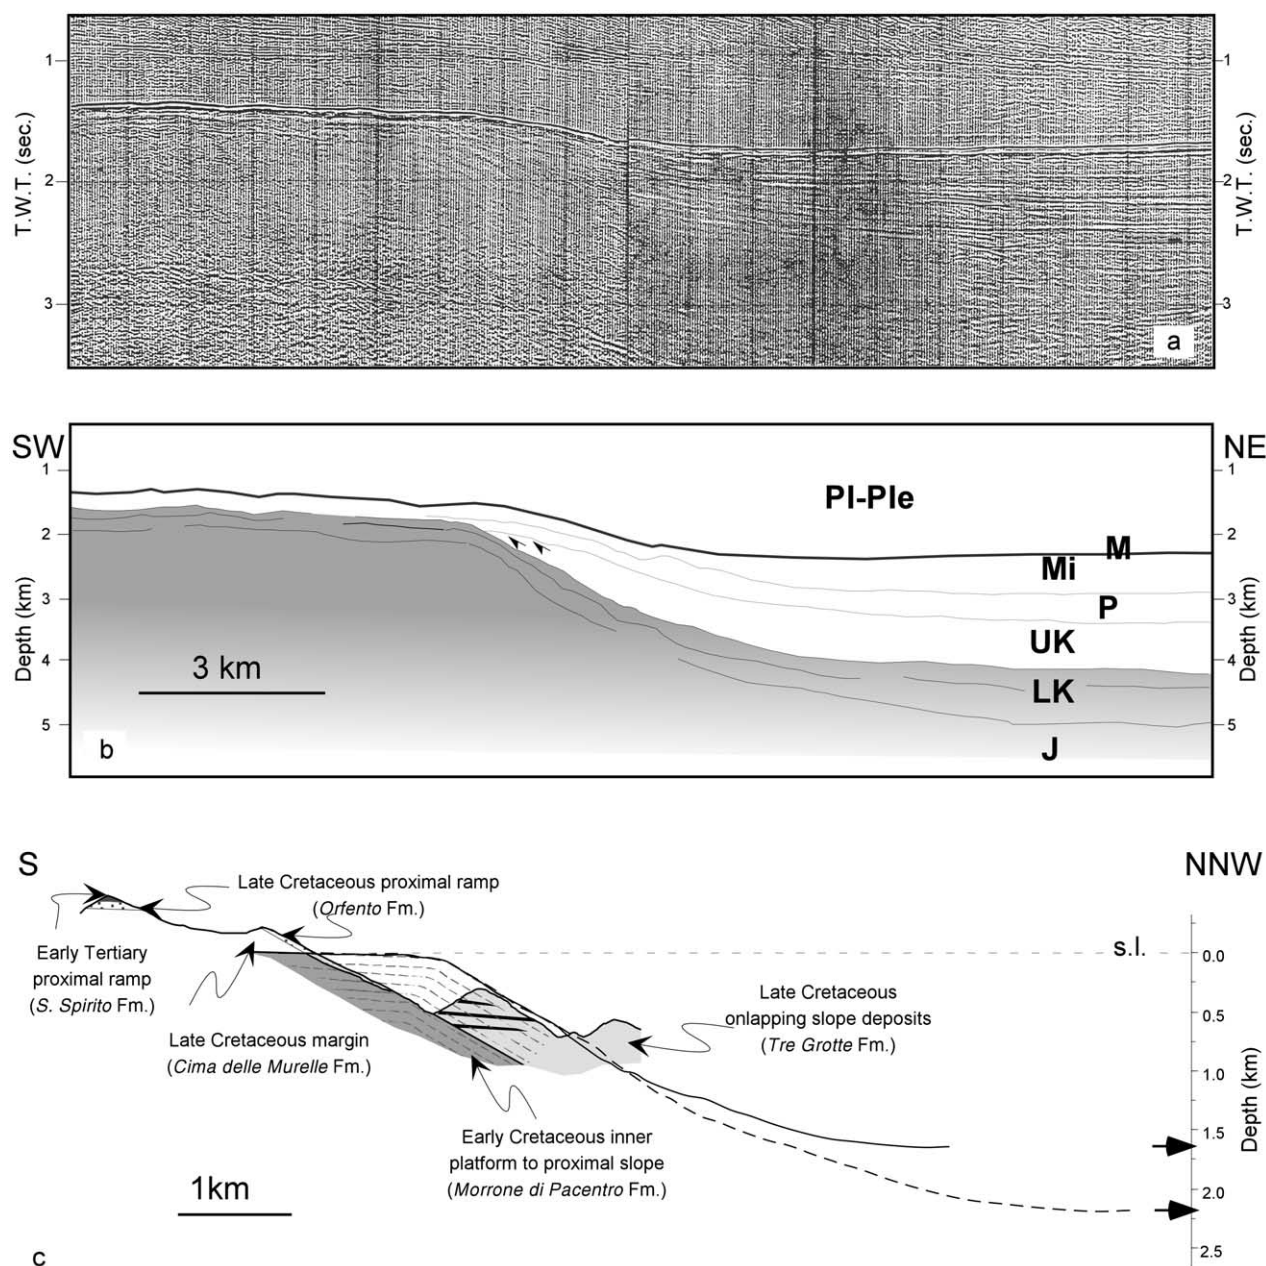 1
1
T.W.T. (sec.)
T.W.T. (sec.)
2
2
3
3
a
SW
NE
1
1
Pl-Ple
2
2
M
Mi
Depth (km)
Depth (km)
3
3
P
UK
3 km
4
4
LK
5
5
b
J
S
NNW
Late Cretaceous proximal ramp
(Orfento Fm.)
Early Tertiary
proximal ramp
(S. Spirito Fm.)
s.l.
0.0
Late Cretaceous
onlapping slope deposits
(Tre Grotte Fm.)
0.5
Late Cretaceous margin
(Cima delle Murelle Fm.)
1.0
Depth (km)
Early Cretaceous inner
platform to proximal slope
(Morrone di Pacentro Fm.)
1.5
1km
2.0
2.5
c